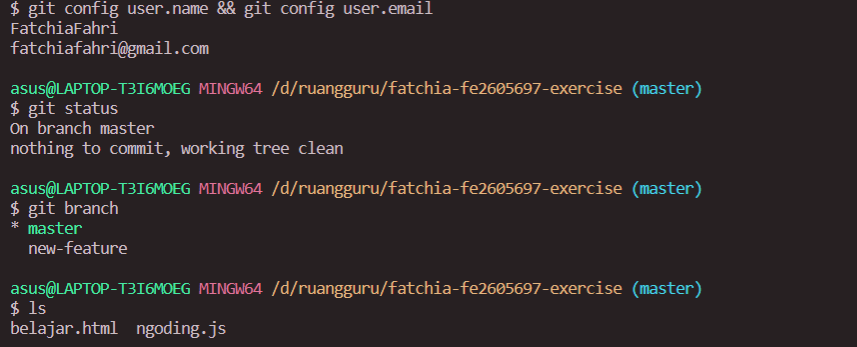 $ git config user.name && git config user.email
FatchiaFahri
fatchiafahri@gmail.com
asus@LAPTOP-T3I6MOEG MINGW64 /d/ruangguru/fatchia-fe2605697-exercise (master)
$ git status
On branch master
nothing to commit, working tree clean
asus@LAPTOP-T3I6MOEG MINGW64 /d/ruangguru/fatchia-fe2605697-exercise (master)
$ git branch
* master
new-feature
asus@LAPTOP-T3I6MOEG MINGW64 /d/ruangguru/fatchia-fe2605697-exercise (master)
$ ls
belajar.html  ngoding.js